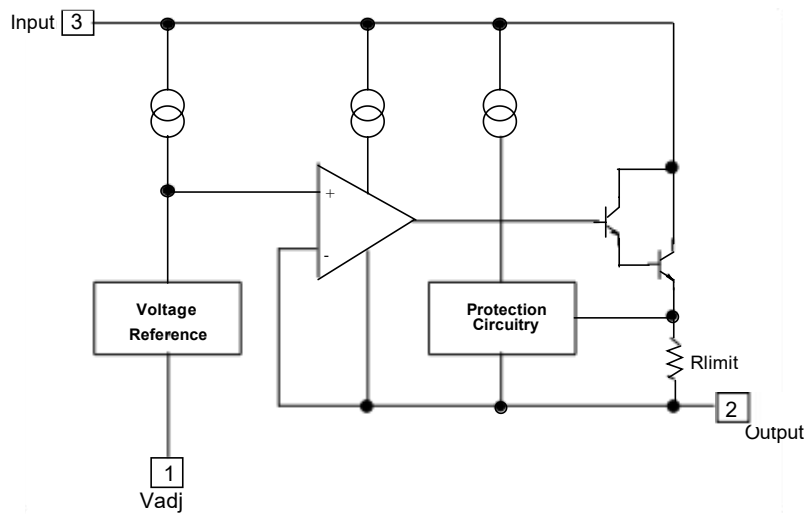 Input 3
+
-
Voltage
Reference
Protection
Circuitry
Rlimit
2
Output
1
Vadj